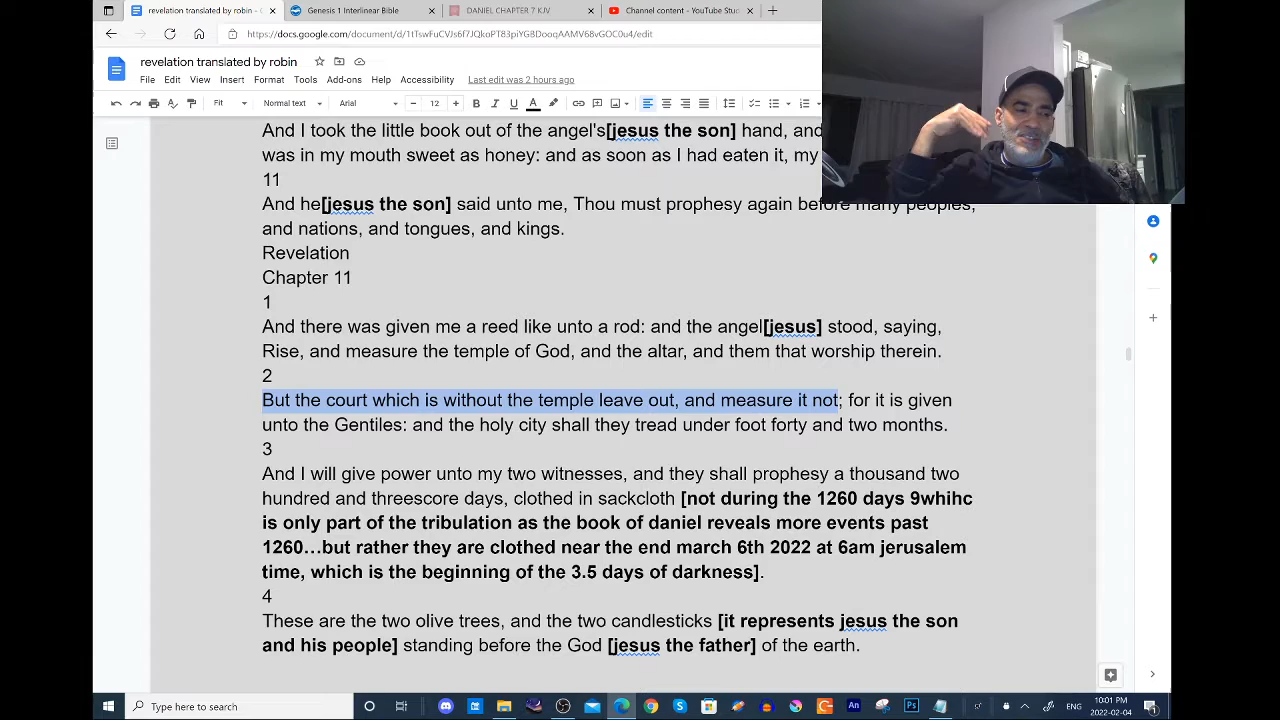 revelation translated by robin - G
Genesis 1 Interlinear Bible
DANIEL CHAPTER 7 KJV
Channel content - YouTube Stud
https://docs.google.com/document/d/1tTswFuCVJs6f7JQkoPT83piYGBDooqAAMV68vGOC0u4/edit
revelation translated by robin
File Edit View Insert Format Tools Add-ons Help Accessibility Last edit was 2 hours ago
Fit Normal text Arial 12 B I U A
And I took the little book out of the angel's[jesus the son] hand, and
was in my mouth sweet as honey: and as soon as I had eaten it, my
11
And he[jesus the son] said unto me, Thou must prophesy again before many peoples,
and nations, and tongues, and kings.
Revelation
Chapter 11
1
And there was given me a reed like unto a rod: and the angel[jesus] stood, saying,
Rise, and measure the temple of God, and the altar, and them that worship therein.
2
But the court which is without the temple leave out, and measure it not; for it is given
unto the Gentiles: and the holy city shall they tread under foot forty and two months.
3
And I will give power unto my two witnesses, and they shall prophesy a thousand two
hundred and threescore days, clothed in sackcloth [not during the 1260 days 9whihc
is only part of the tribulation as the book of daniel reveals more events past
1260…but rather they are clothed near the end march 6th 2022 at 6am jerusalem
time, which is the beginning of the 3.5 days of darkness].
4
These are the two olive trees, and the two candlesticks [it represents jesus the son
and his people] standing before the God [jesus the father] of the earth.
Type here to search
An
Ps
ENG
10:01 PM
2022-02-04